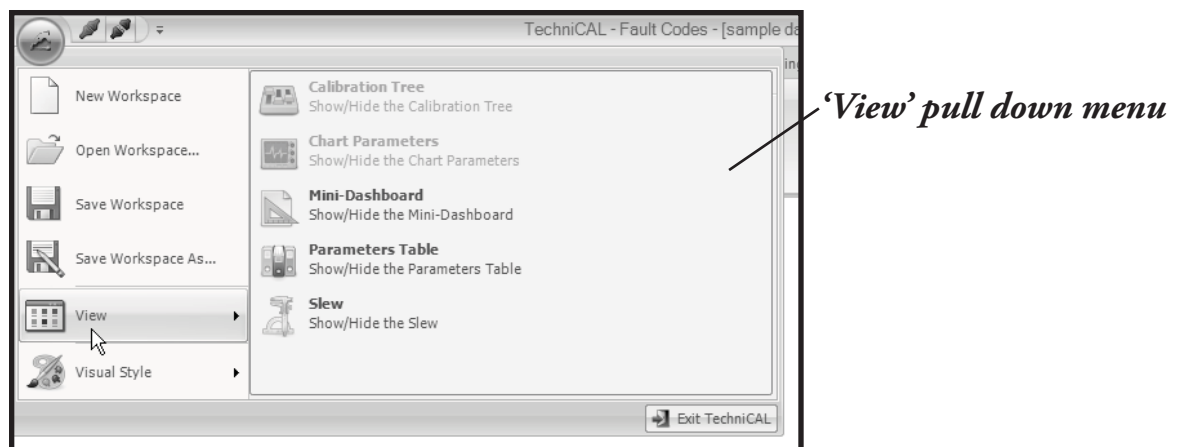 TechniCAL - Fault Codes - [sample da
ing
New Workspace
Open Workspace...
Save Workspace
Save Workspace As...
View
Visual Style
Calibration Tree
Show/Hide the Calibration Tree
Chart Parameters
Show/Hide the Chart Parameters
Mini-Dashboard
Show/Hide the Mini-Dashboard
Parameters Table
Show/Hide the Parameters Table
Slew
Show/Hide the Slew
Exit TechniCAL
‘View’ pull down menu